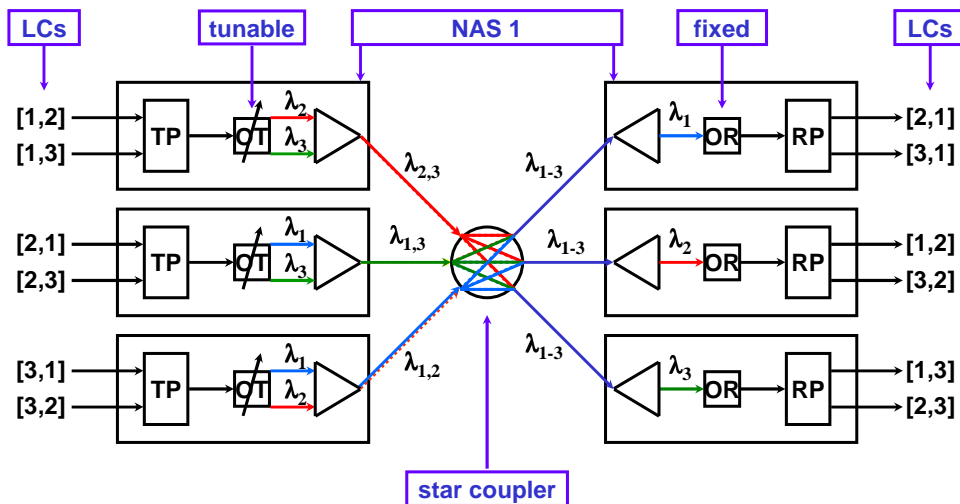 LCs
tunable
NAS 1
fixed
LCs
[1,2]
[1,3]
TP
OT
λ2
λ3
λ2,3
λ1-3
λ1
OR
RP
[2,1]
[3,1]
[2,1]
[2,3]
TP
OT
λ1
λ3
λ1,3
λ1-3
λ2
OR
RP
[1,2]
[3,2]
[3,1]
[3,2]
TP
OT
λ1
λ2
λ1,2
λ1-3
λ3
OR
RP
[1,3]
[2,3]
star coupler